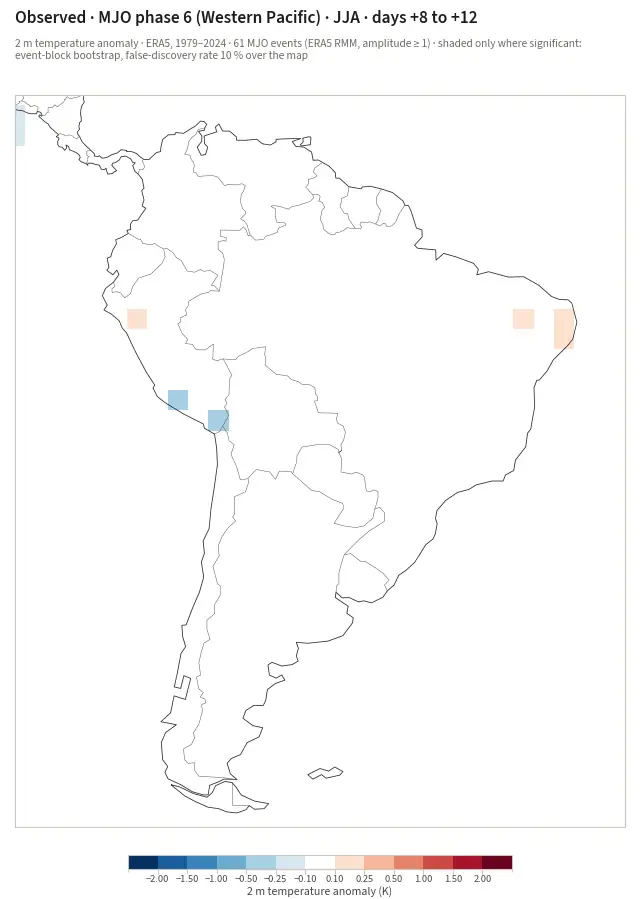 Observed · MJO phase 6 (Western Pacific) · JJA · days +8 to +12
2 m temperature anomaly · ERA5, 1979–2024 · 61 MJO events (ERA5 RMM, amplitude ≥ 1) · shaded only where significant:
event-block bootstrap, false-discovery rate 10 % over the map
−2.00 −1.50 −1.00 −0.50 −0.25 −0.10 0.10 0.25 0.50 1.00 1.50 2.00
2 m temperature anomaly (K)